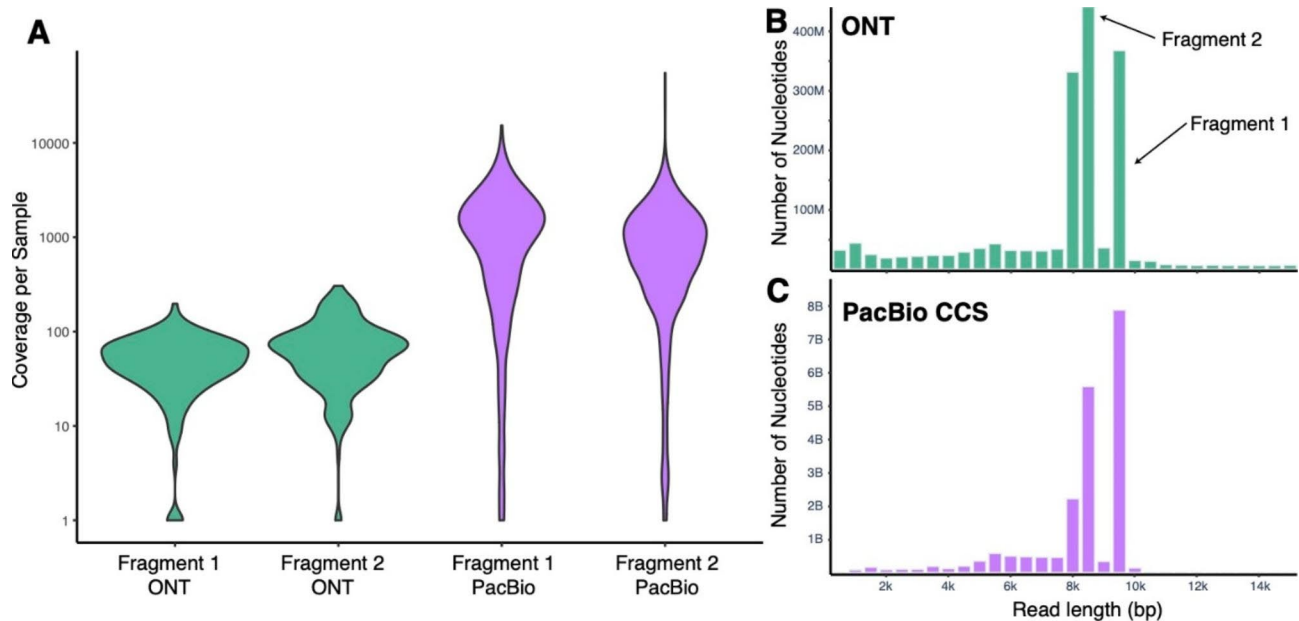 A
Coverage per Sample
10000
1000
100
10
1
Fragment 1
ONT
Fragment 2
ONT
Fragment 1
PacBio
Fragment 2
PacBio
B
ONT
Number of Nucleotides
400M
300M
200M
100M
Fragment 2
Fragment 1
C
PacBio CCS
Number of Nucleotides
8B
7B
6B
5B
4B
3B
2B
1B
2k 4k 6k 8k 10k 12k 14k
Read length (bp)